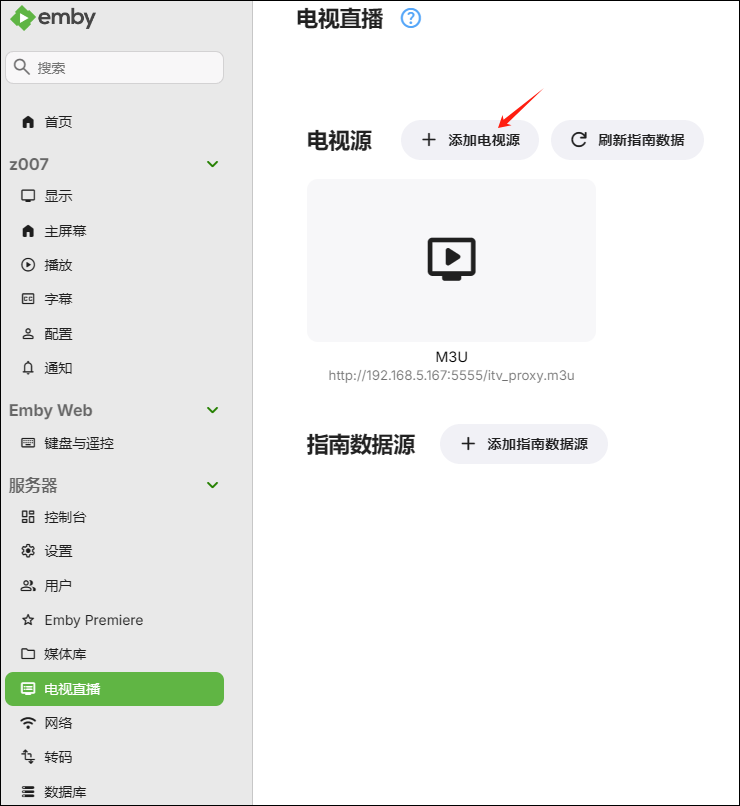 emby
搜索
首页
z007
显示
主屏幕
播放
字幕
配置
通知
Emby Web
键盘与遥控
服务器
控制台
设置
用户
Emby Premiere
媒体库
电视直播
网络
转码
数据库
电视直播 ?
电视源 + 添加电视源 刷新指南数据
M3U
http://192.168.5.167:5555/itv_proxy.m3u
指南数据源 + 添加指南数据源